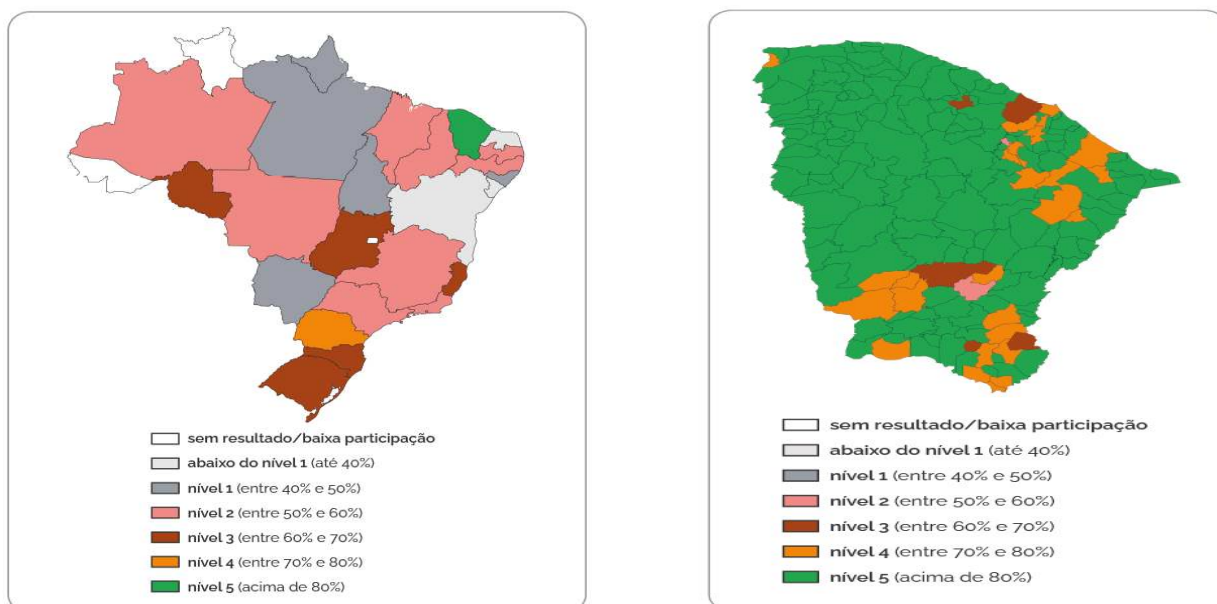 sem resultado/baixa participação
abaixo do nível 1 (até 40%)
nível 1 (entre 40% e 50%)
nível 2 (entre 50% e 60%)
nível 3 (entre 60% e 70%)
nível 4 (entre 70% e 80%)
nível 5 (acima de 80%)
sem resultado/baixa participação
abaixo do nível 1 (até 40%)
nível 1 (entre 40% e 50%)
nível 2 (entre 50% e 60%)
nível 3 (entre 60% e 70%)
nível 4 (entre 70% e 80%)
nível 5 (acima de 80%)